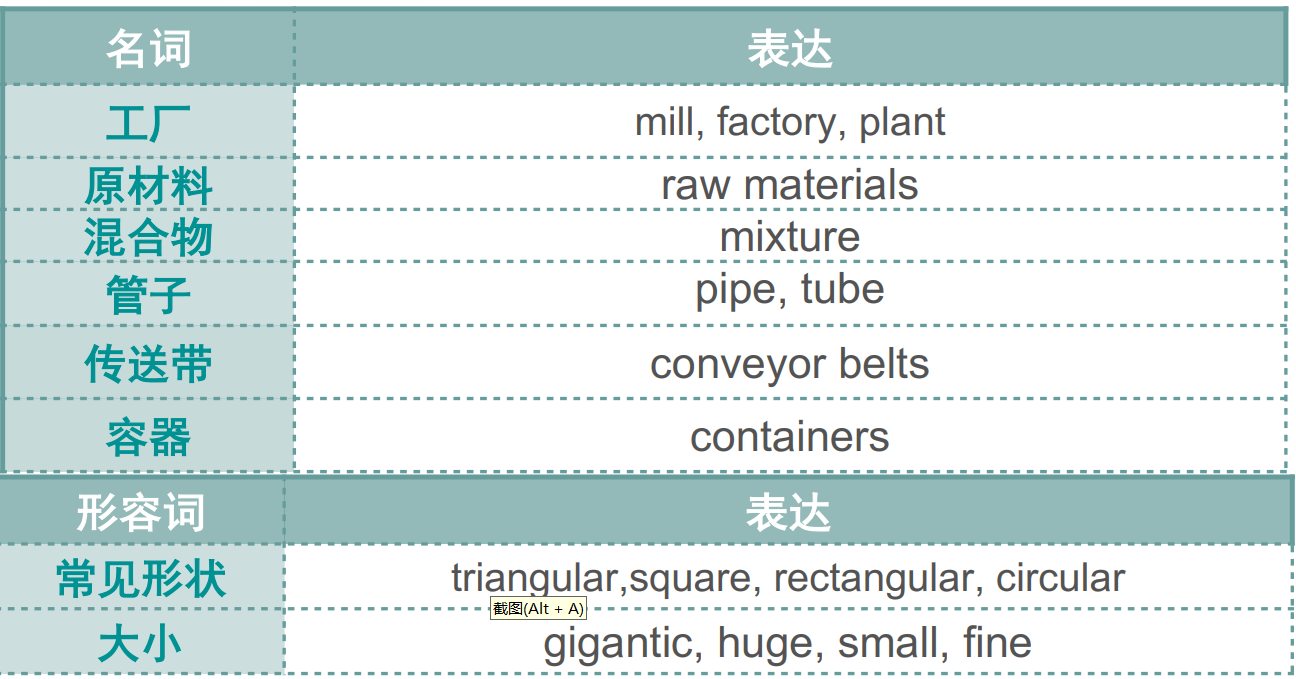 名词 表达
工厂 mill, factory, plant
原材料 raw materials
混合物 mixture
管子 pipe, tube
传送带 conveyor belts
容器 containers
形容词 表达
常见形状 triangular,square, rectangular, circular
截图(Alt + A)
大小 gigantic, huge, small, fine